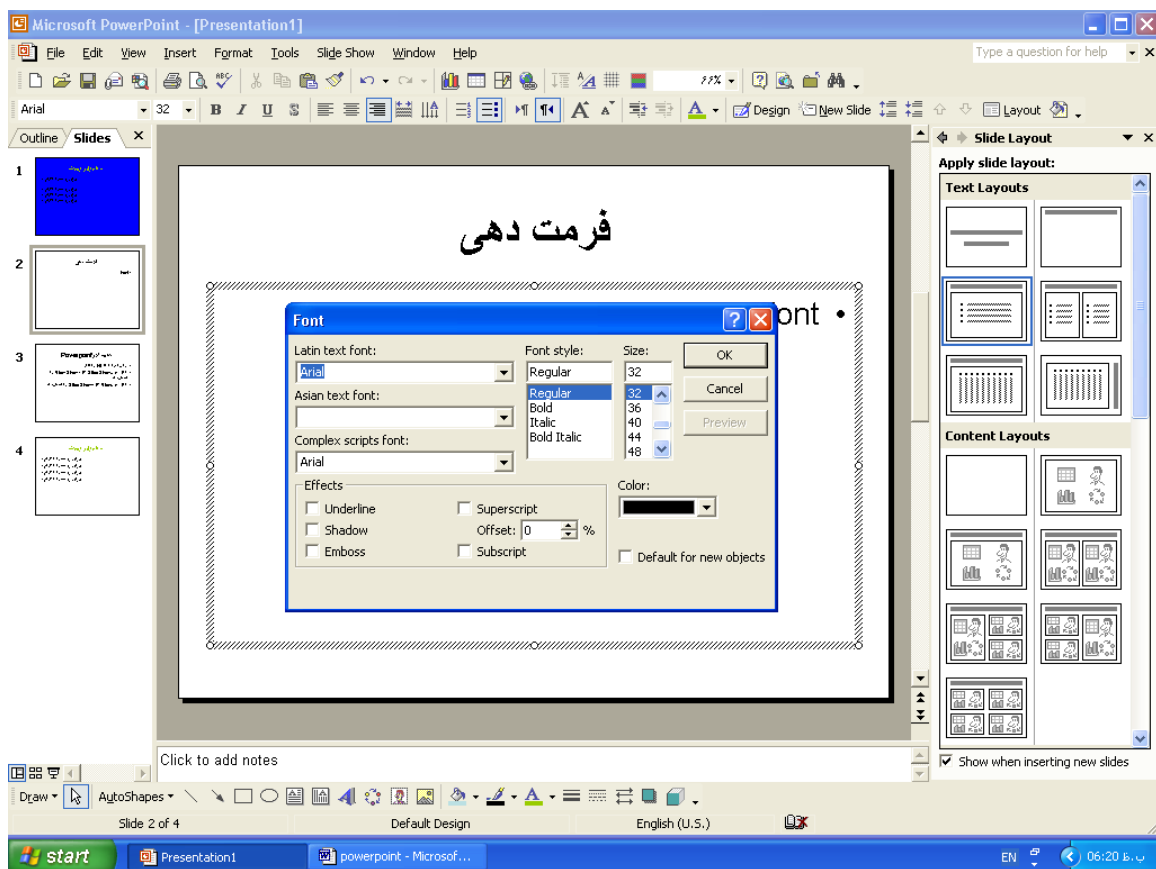 Microsoft PowerPoint - [Presentation1]
File Edit View Insert Format Tools Slide Show Window Help
Type a question for help
Arial 32 B I U S Design New Slide Layout
Outline Slides
Slide Layout
Apply slide layout:
Text Layouts
1
2
3
4
فرمت دهی
ont •
Font
Latin text font:
Font style:
Size:
OK
Arial
Regular
32
Asian text font:
Regular
32
Cancel
Bold
36
Italic
40
Preview
Complex scripts font:
Bold Italic
44
Arial
48
Effects
Color:
Underline
Superscript
Shadow
Offset: 0 %
Emboss
Subscript
Default for new objects
Content Layouts
Click to add notes
Show when inserting new slides
Draw AutoShapes
Slide 2 of 4 Default Design English (U.S.)
start Presentation1 powerpoint - Microsof... EN 06:20 ب.ظ